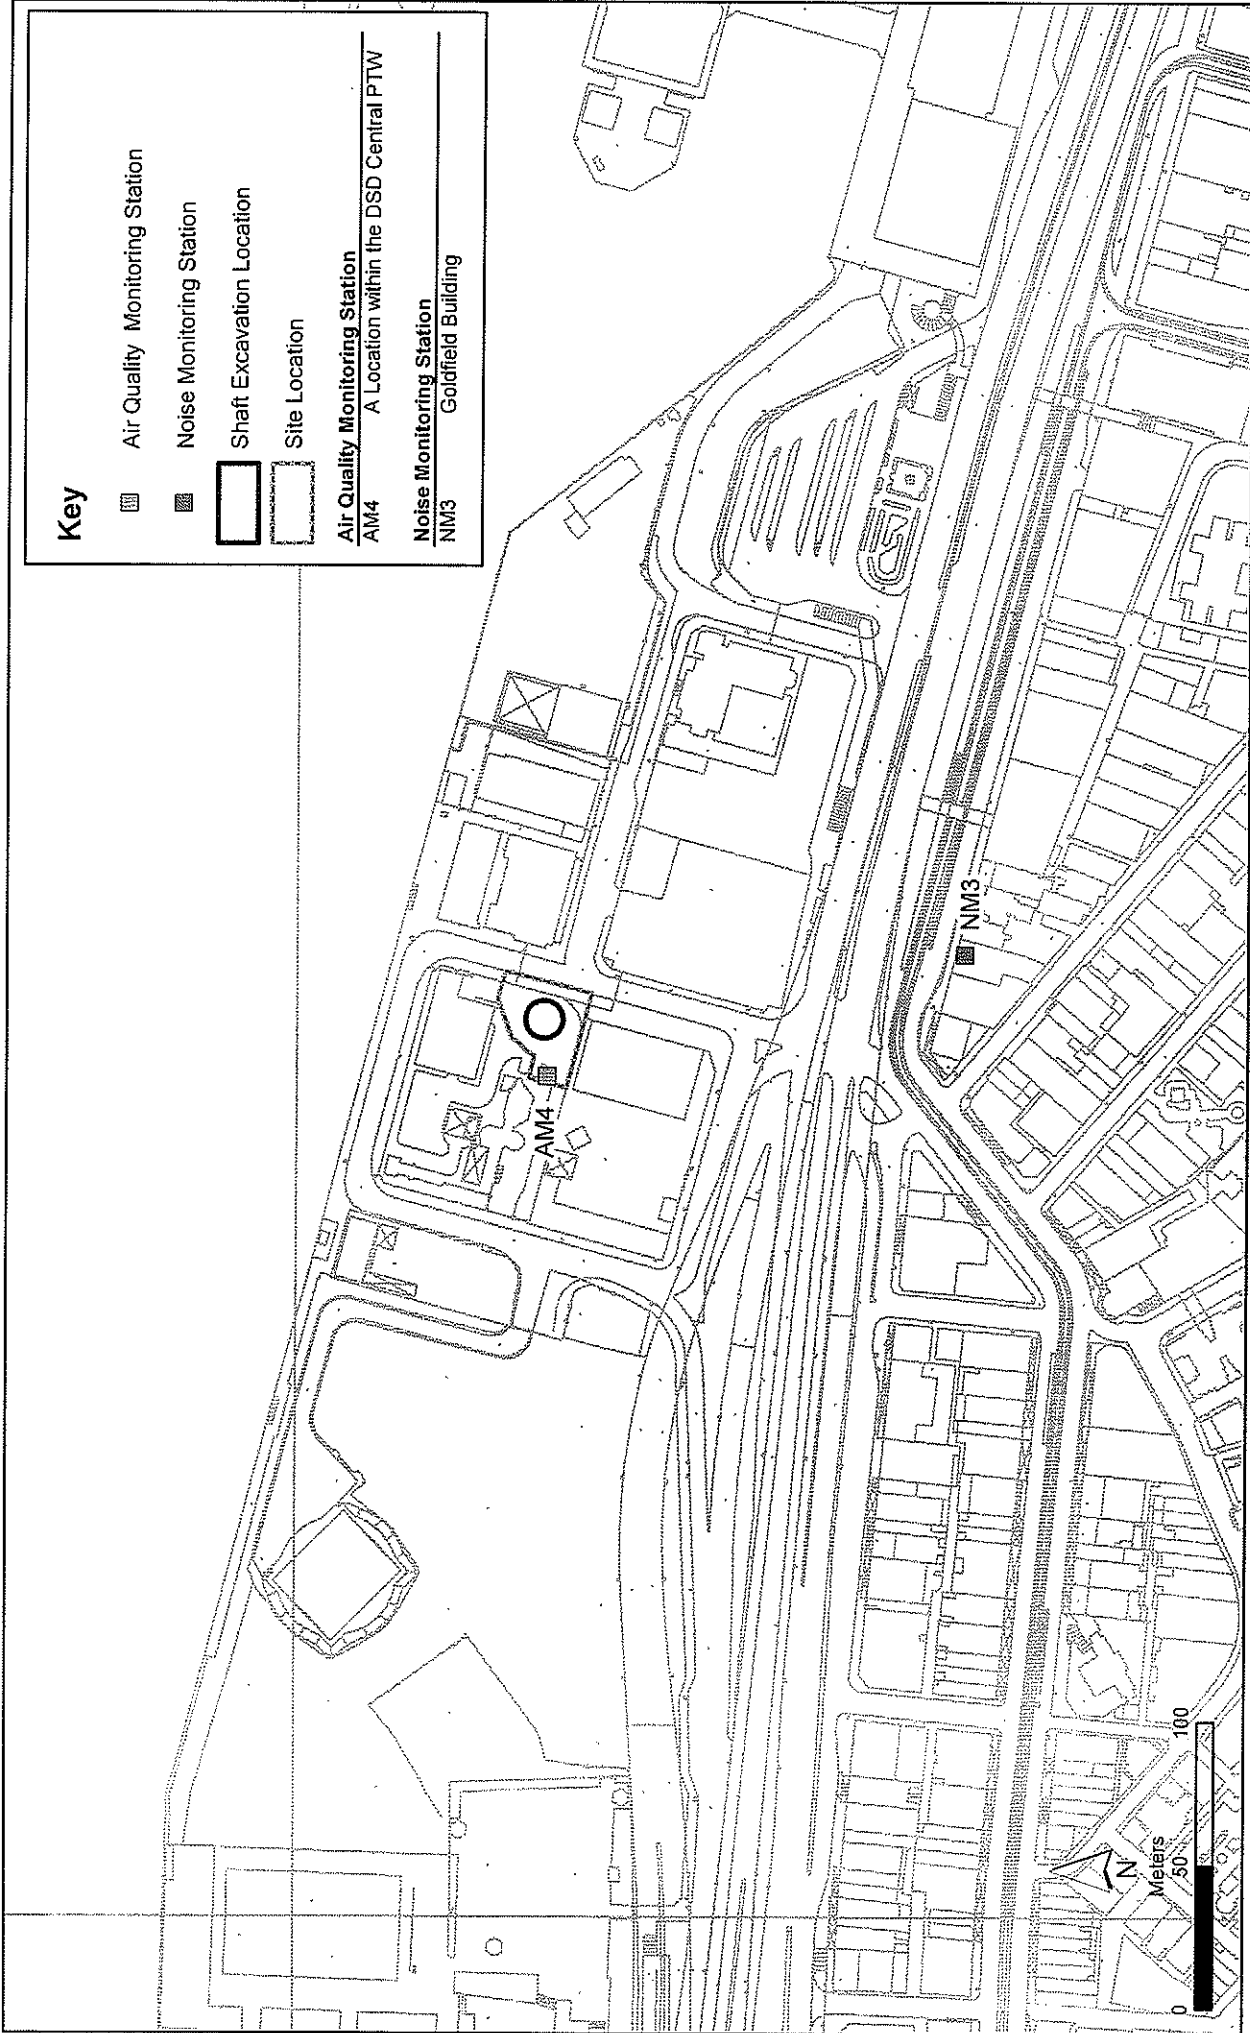 Key
Air Quality Monitoring Station
Noise Monitoring Station
Shaft Excavation Location
Site Location
Air Quality Monitoring Station
AM4 A Location within the DSD Central PTW
Noise Monitoring Station
NM3 Goldfield Building
AM4
NM3
N
Meters
0 50 100